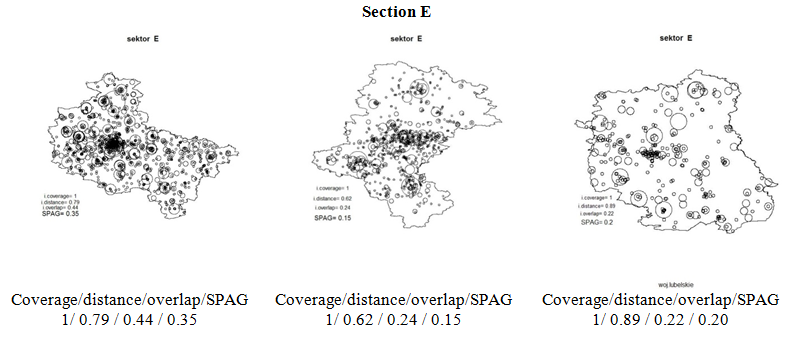 Section E
sektor E
sektor E
sektor E
i.coverage= 1
i.distance= 0.79
i.overlap= 0.44
SPAG= 0.35
i.coverage= 1
i.distance= 0.62
i.overlap= 0.24
SPAG= 0.15
i.coverage= 1
i.distance= 0.89
i.overlap= 0.22
SPAG= 0.2
woj.lubelskie
Coverage/distance/overlap/SPAG
1/ 0.79 / 0.44 / 0.35
Coverage/distance/overlap/SPAG
1/ 0.62 / 0.24 / 0.15
Coverage/distance/overlap/SPAG
1/ 0.89 / 0.22 / 0.20